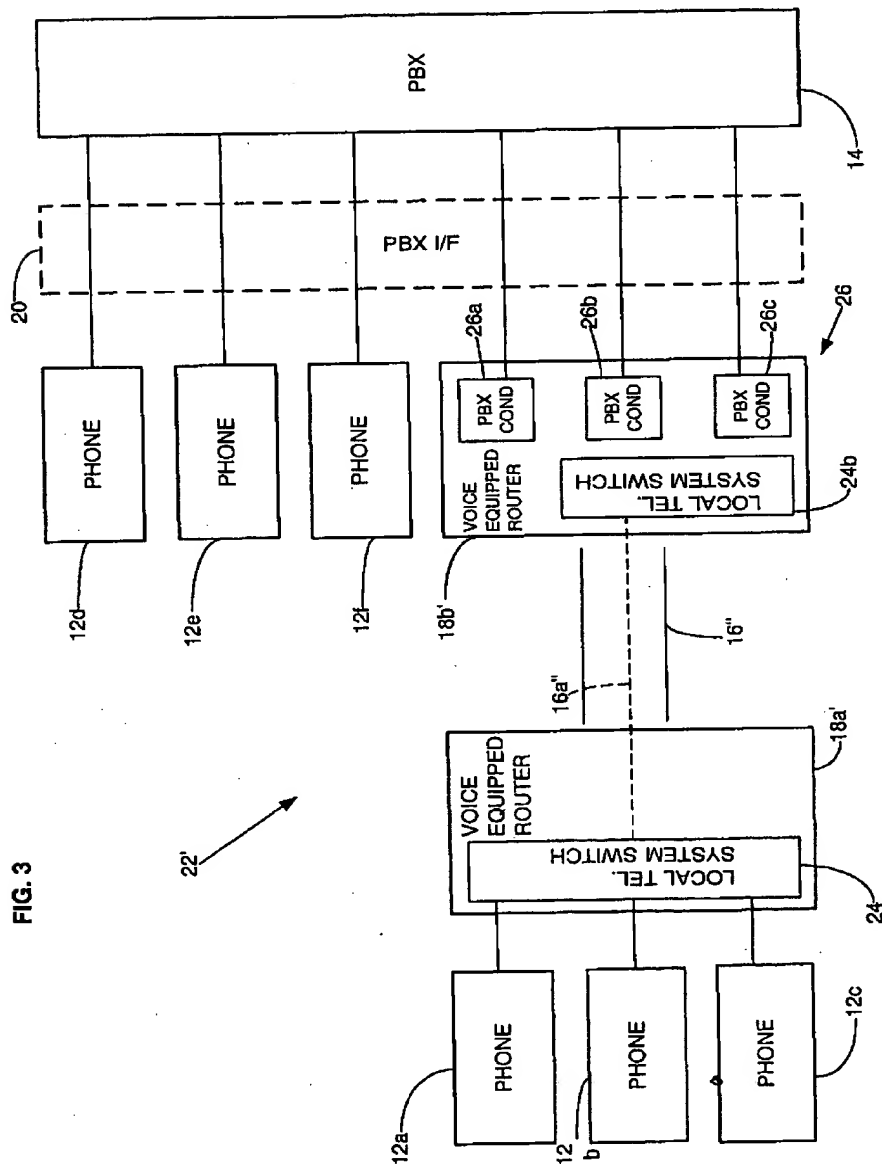 FIG. 3
22'
PBX
14
20
PBX I/F
PHONE
12d
PHONE
12e
PHONE
12f
VOICE
EQUIPPED
ROUTER
18b'
PBX
COND
26a
PBX
COND
26b
PBX
COND
26c
26
LOCAL TEL.
SYSTEM SWITCH
24b
16a"
16"
VOICE
EQUIPPED
ROUTER
18a'
LOCAL TEL.
SYSTEM SWITCH
24
PHONE
12a
PHONE
12
b
PHONE
12c